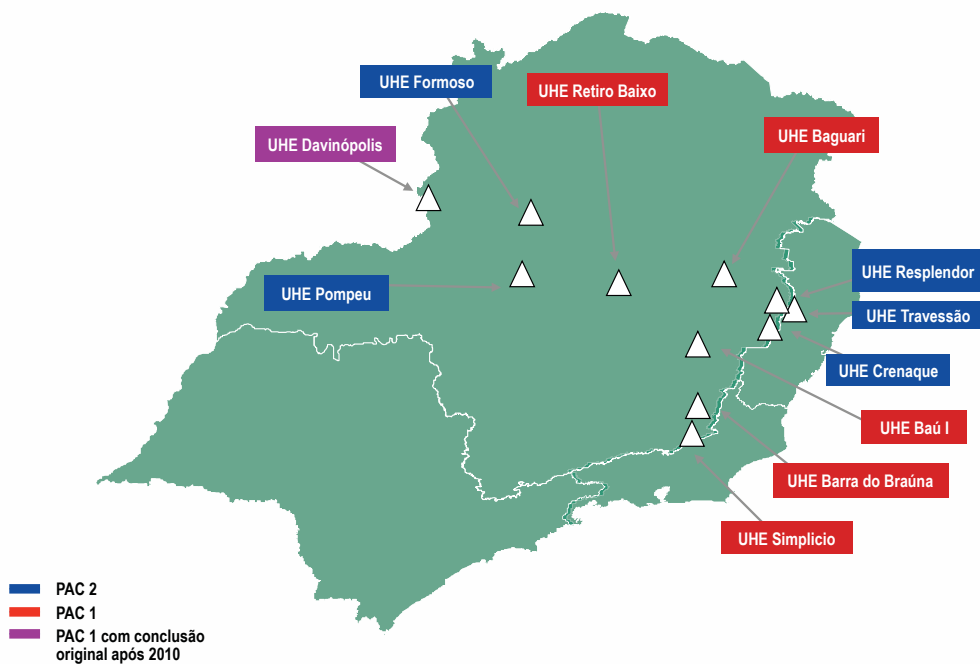 UHE Formoso
UHE Retiro Baixo
UHE Baguari
UHE Davinópolis
UHE Resplendor
UHE Pompeu
UHE Travessão
UHE Crenaque
UHE Baú I
UHE Barra do Braúna
UHE Simplicio
PAC 2
PAC 1
PAC 1 com conclusão
original após 2010